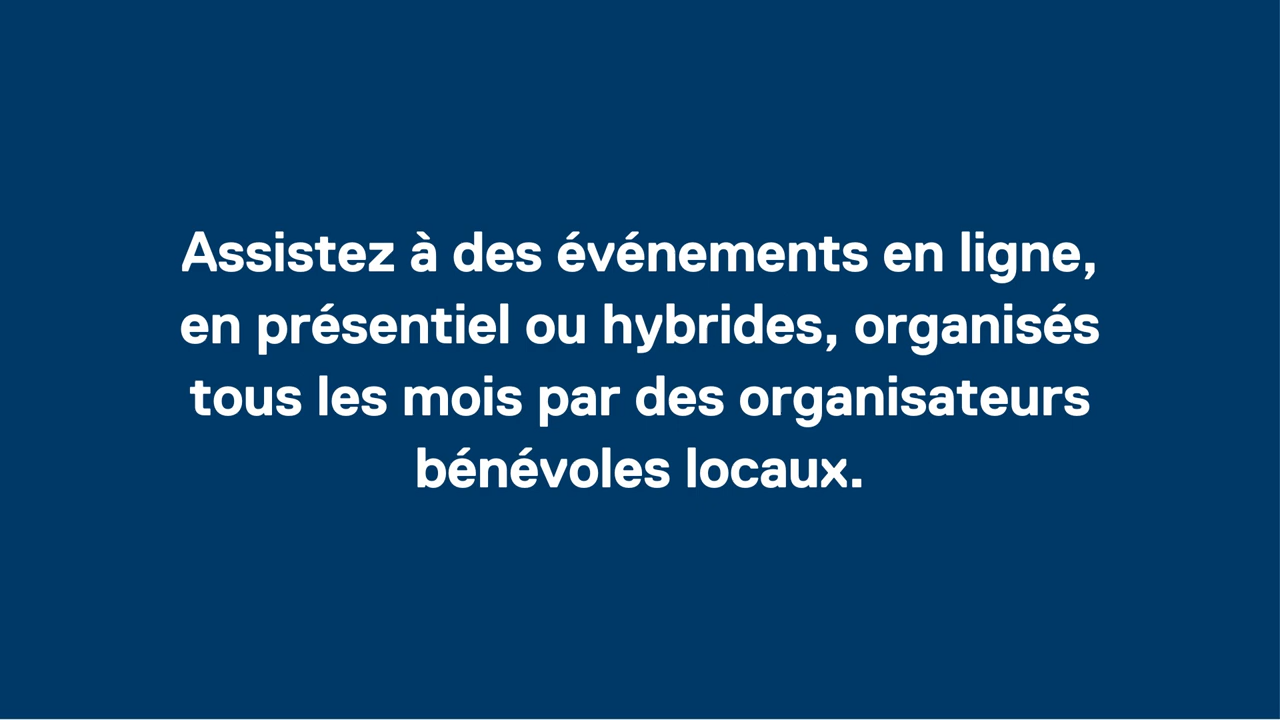 Assistez à des événements en ligne,
en présentiel ou hybrides, organisés
tous les mois par des organisateurs
bénévoles locaux.